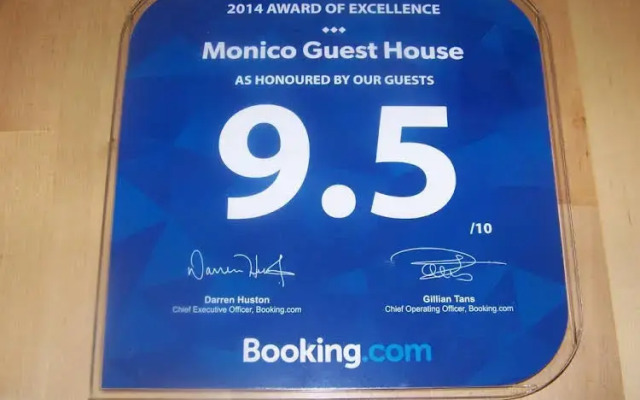 2014 AWARD OF EXCELLENCE
Monico Guest House
AS HONOURED BY OUR GUESTS
9.5
/10
Darren Huston
Gillian Tans
Chief Executive Officer, Booking.com
Chief Operating Officer, Booking.com
Booking.com